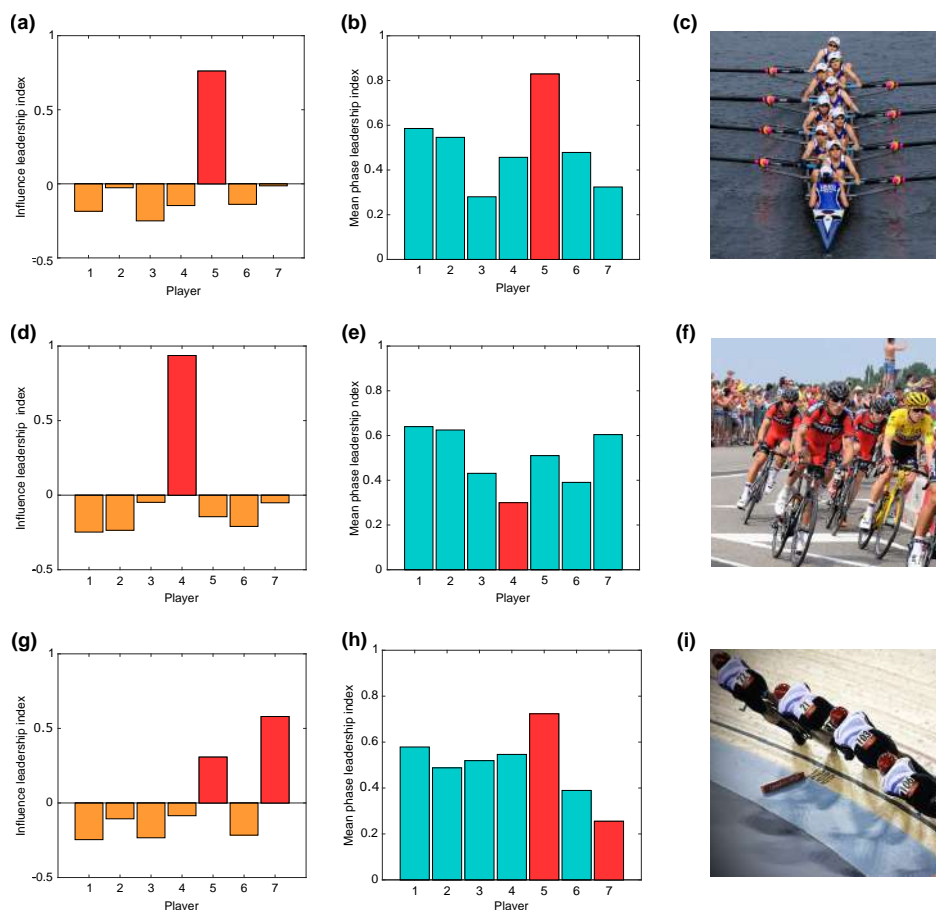 (a)
Influence leadership index
1
0.5
0
-0.5
1 2 3 4 5 6 7
Player
(b)
Mean phase leadership index
1
0.8
0.6
0.4
0.2
0
1 2 3 4 5 6 7
Player
(c)
(d)
Influence leadership index
1
0.5
0
-0.5
1 2 3 4 5 6 7
Player
(e)
Mean phase leadership ndex
1
0.8
0.6
0.4
0.2
0
1 2 3 4 5 6 7
Player
(f)
(g)
Influence leadership index
1
0.5
0
-0.5
1 2 3 4 5 6 7
Player
(h)
Mean phase leadership index
1
0.8
0.6
0.4
0.2
0
1 2 3 4 5 6 7
Player
(i)
21
103